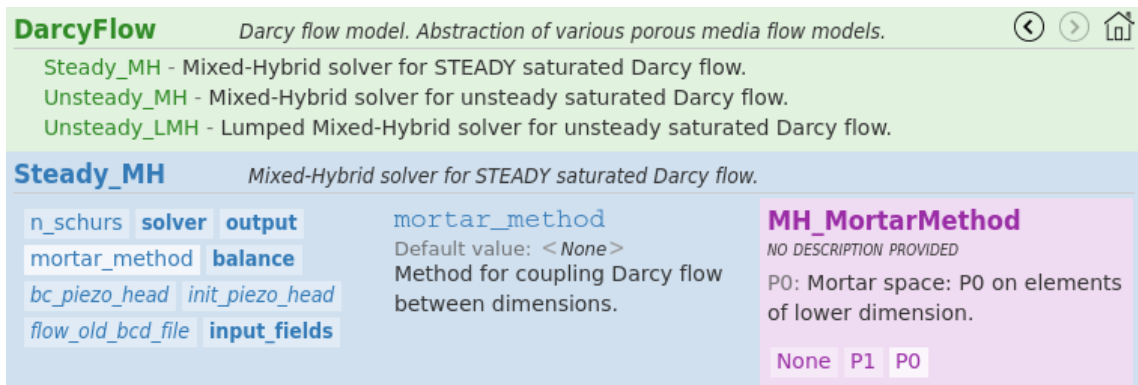 DarcyFlow Darcy flow model. Abstraction of various porous media flow models.
Steady_MH - Mixed-Hybrid solver for STEADY saturated Darcy flow.
Unsteady_MH - Mixed-Hybrid solver for unsteady saturated Darcy flow.
Unsteady_LMH - Lumped Mixed-Hybrid solver for unsteady saturated Darcy flow.
Steady_MH Mixed-Hybrid solver for STEADY saturated Darcy flow.
n_schurs solver output
mortar_method balance
bc_piezo_head init_piezo_head
flow_old_bcd_file input_fields
mortar_method
Default value: <None>
Method for coupling Darcy flow
between dimensions.
MH_MortarMethod
NO DESCRIPTION PROVIDED
P0: Mortar space: P0 on elements
of lower dimension.
None P1 P0